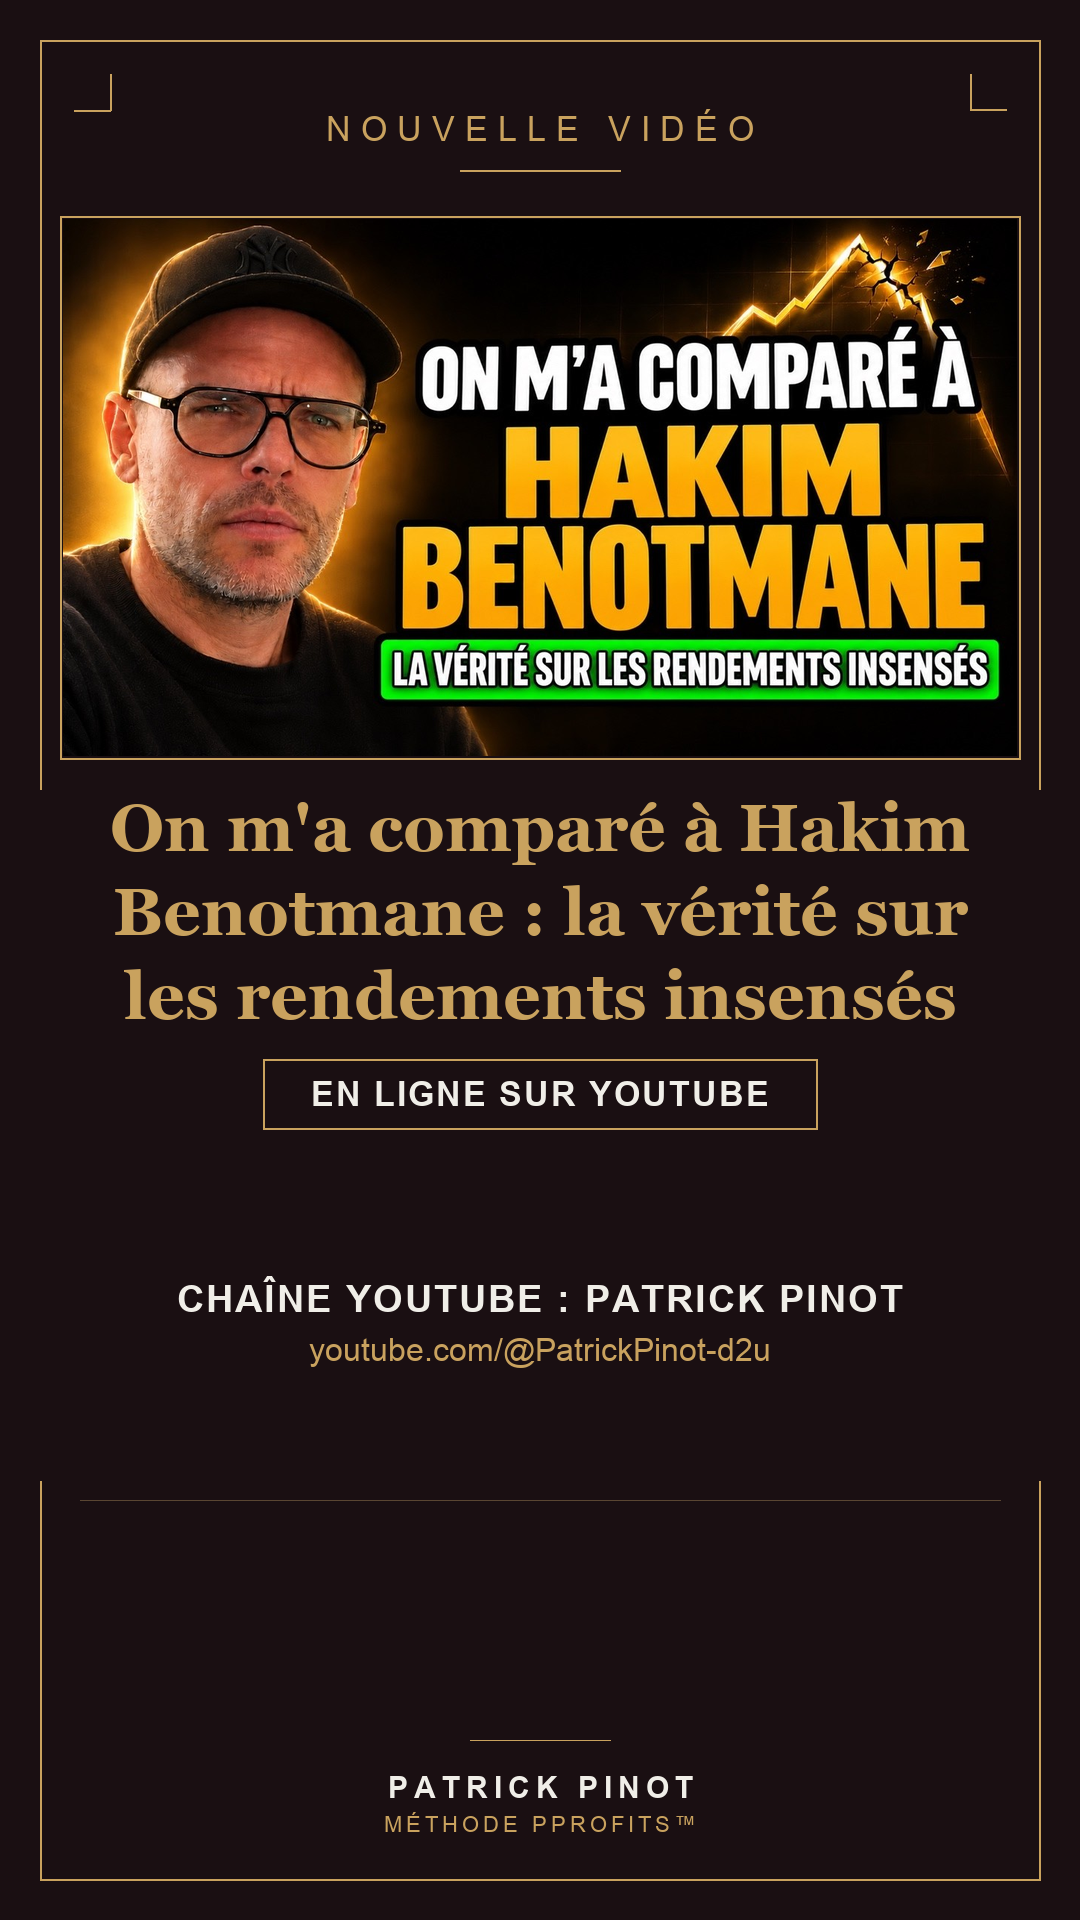 NOUVELLE VIDÉO
NY
ON M'A COMPARÉ À
HAKIM
BENOTMANE
LA VÉRITÉ SUR LES RENDEMENTS INSENSÉS
On m'a comparé à Hakim
Benotmane : la vérité sur
les rendements insensés
EN LIGNE SUR YOUTUBE
CHAÎNE YOUTUBE : PATRICK PINOT
youtube.com/@PatrickPinot-d2u
PATRICK PINOT
MÉTHODE PPROFITS™